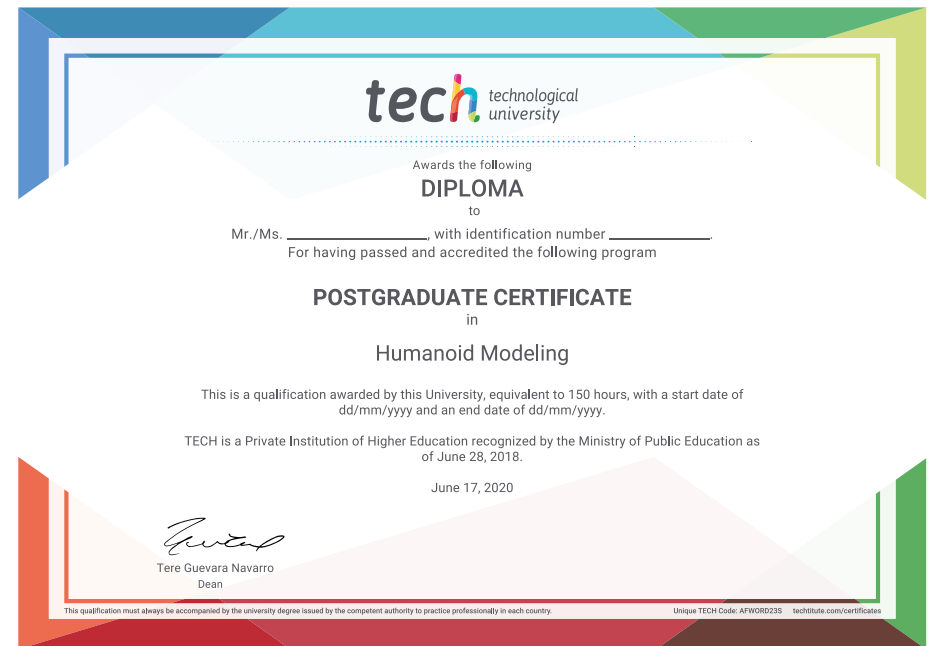 tech technological
university
Awards the following
DIPLOMA
to
Mr./Ms. ____________________, with identification number ______________.
For having passed and accredited the following program
POSTGRADUATE CERTIFICATE
in
Humanoid Modeling
This is a qualification awarded by this University, equivalent to 150 hours, with a start date of
dd/mm/yyyy and an end date of dd/mm/yyyy.
TECH is a Private Institution of Higher Education recognized by the Ministry of Public Education as
of June 28, 2018.
June 17, 2020
Tere Guevara Navarro
Dean
This qualification must always be accompanied by the university degree issued by the competent authority to practice professionally in each country.
Unique TECH Code: AFWORD23S techtitute.com/certificates